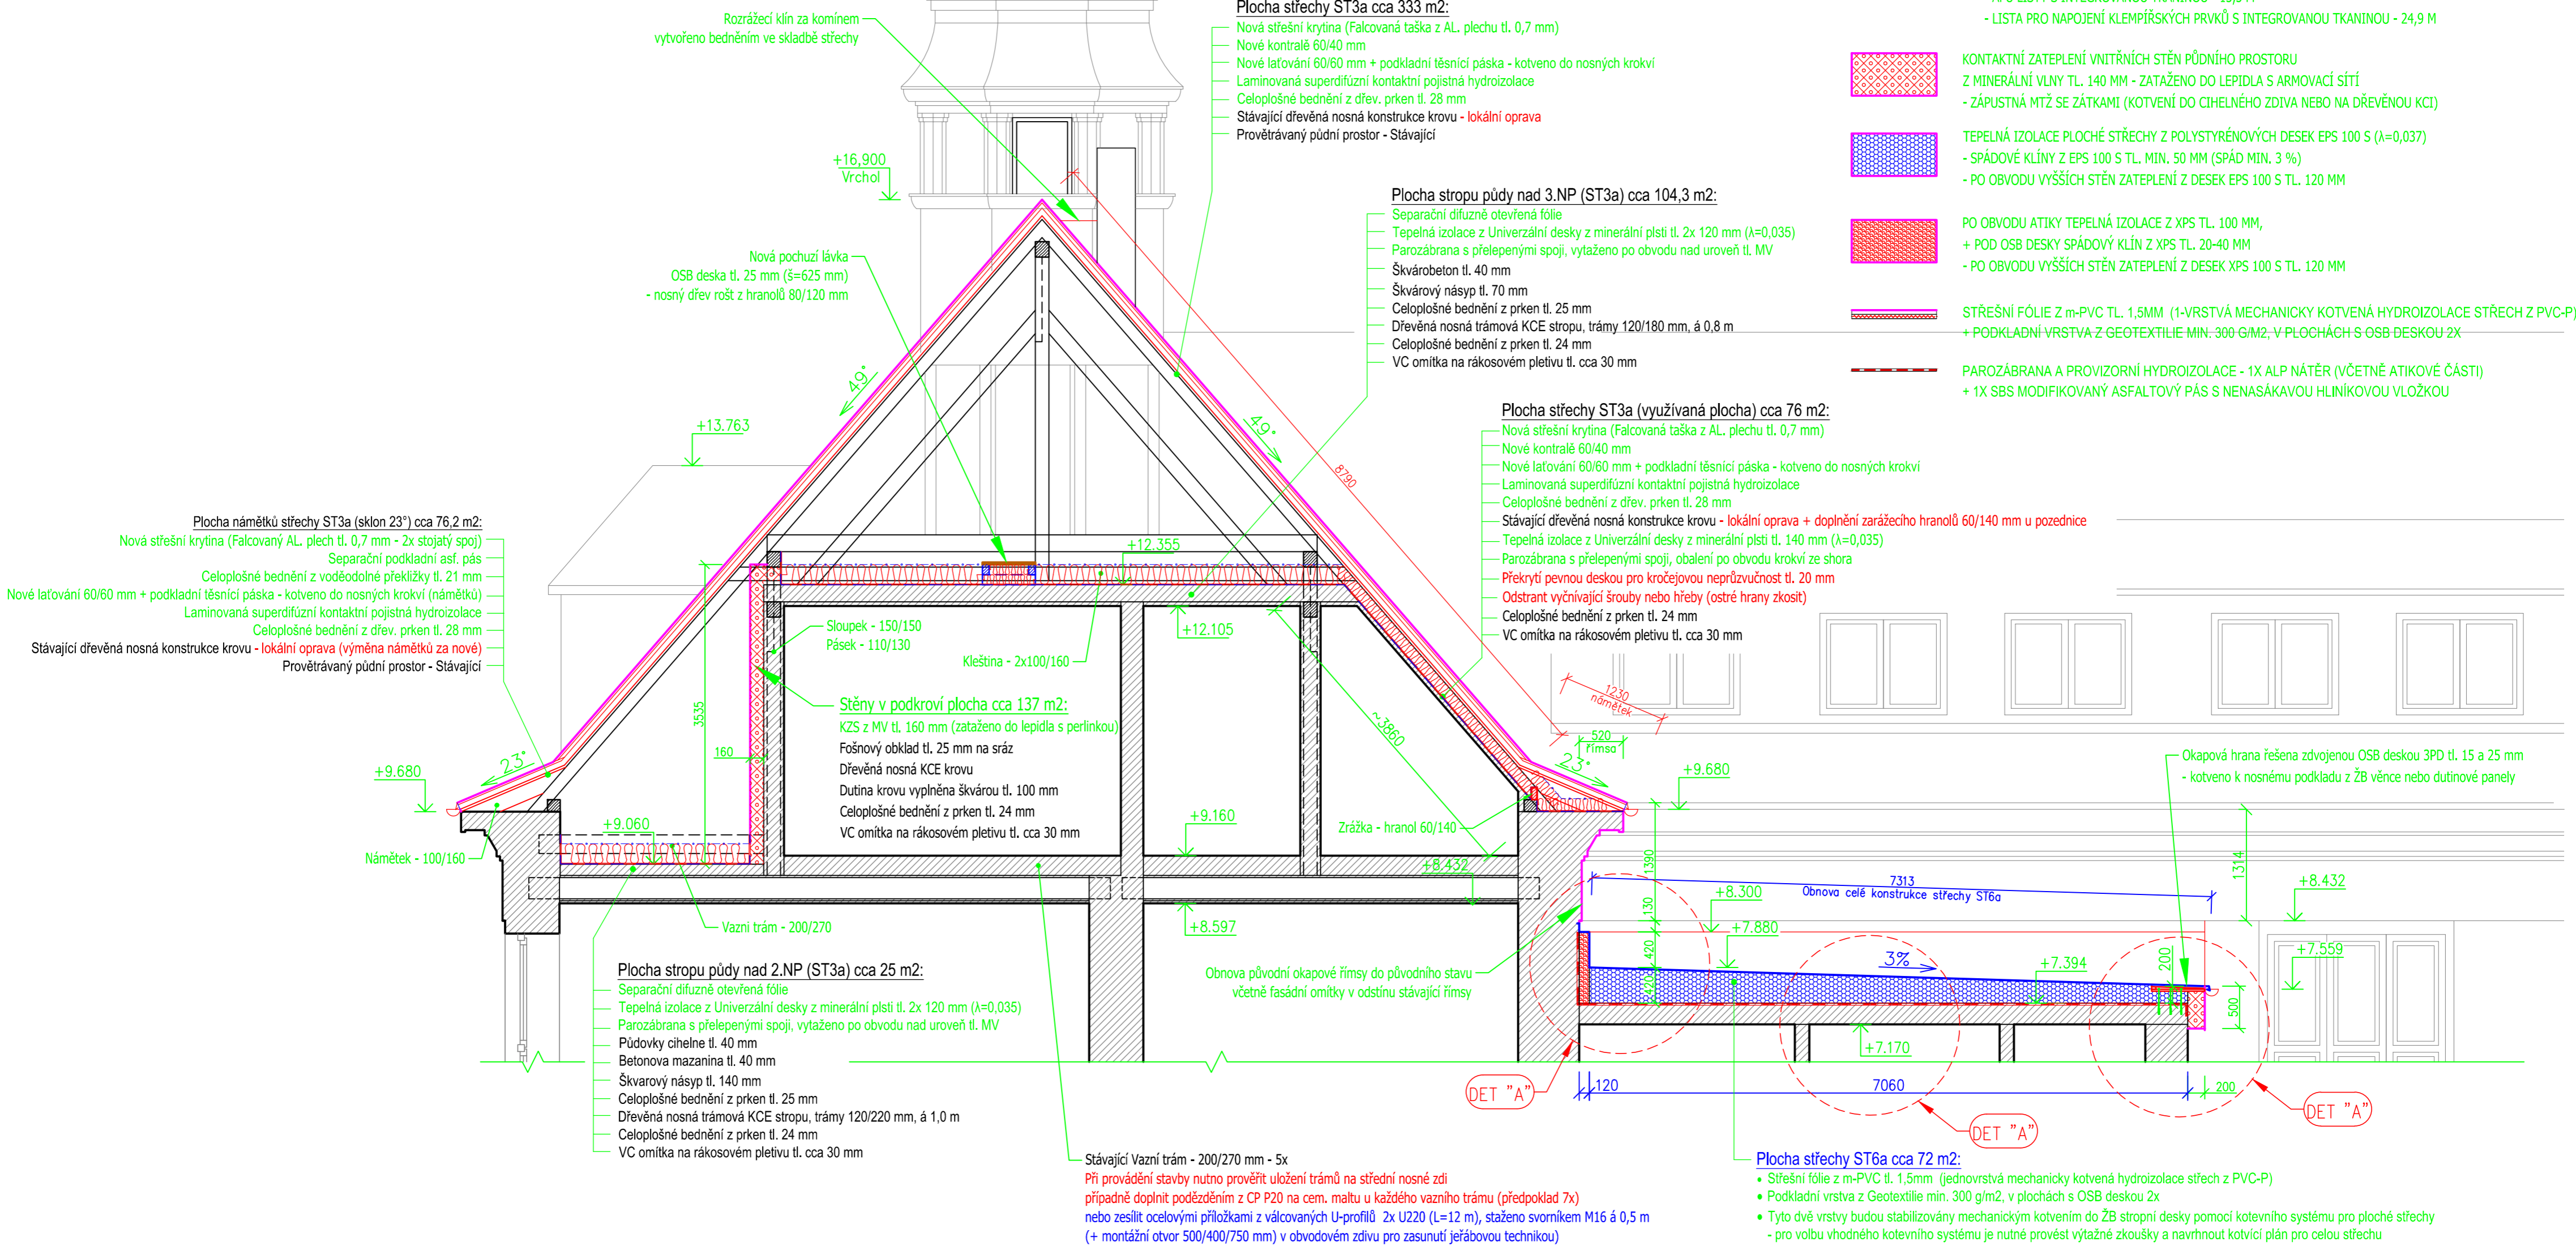 Rozrážecí klín za komínem
vytvořeno bedněním ve skladbě střechy
+16,900
Vrchol
Nová pochuzí lávka
OSB deska tl. 25 mm (š=625 mm)
- nosný dřev rošt z hranolů 80/120 mm
49°
+13.763
Plocha střechy ST3a cca 333 m2:
Nová střešní krytina (Falcovaná taška z AL. plechu tl. 0,7 mm)
Nové kontralě 60/40 mm
Nové laťování 60/60 mm + podkladní těsnící páska - kotveno do nosných krokví
Laminovaná superdifúzní kontaktní pojistná hydroizolace
Celoplošné bednění z dřev. prken tl. 28 mm
Stávající dřevěná nosná konstrukce krovu - lokální oprava
Provětrávaný půdní prostor - Stávající
Plocha stropu půdy nad 3.NP (ST3a) cca 104,3 m2:
Separační difuzně otevřená fólie
Tepelná izolace z Univerzální desky z minerální plsti tl. 2x 120 mm (λ=0,035)
Parozábrana s přelepenými spoji, vytaženo po obvodu nad uroveň tl. MV
Škvárobeton tl. 40 mm
Škvárový násyp tl. 70 mm
Celoplošné bednění z prken tl. 25 mm
Dřevěná nosná trámová KCE stropu, trámy 120/180 mm, á 0,8 m
Celoplošné bednění z prken tl. 24 mm
VC omítka na rákosovém pletivu tl. cca 30 mm
- LISTA PRO NAPOJENÍ KLEMPÍŘSKÝCH PRVKŮ S INTEGROVANOU TKANINOU - 24,9 M
KONTAKTNÍ ZATEPLENÍ VNITŘNÍCH STĚN PŮDNÍHO PROSTORU
Z MINERÁLNÍ VLNY TL. 140 MM - ZATAŽENO DO LEPIDLA S ARMOVACÍ SÍTÍ
- ZÁPUSTNÁ MTŽ SE ZÁTKAMI (KOTVENÍ DO CIHELNÉHO ZDIVA NEBO NA DŘEVĚNOU KCI)
TEPELNÁ IZOLACE PLOCHÉ STŘECHY Z POLYSTYRÉNOVÝCH DESEK EPS 100 S (λ=0,037)
- SPÁDOVÉ KLÍNY Z EPS 100 S TL. MIN. 50 MM (SPÁD MIN. 3 %)
- PO OBVODU VYŠŠÍCH STĚN ZATEPLENÍ Z DESEK EPS 100 S TL. 120 MM
PO OBVODU ATIKY TEPELNÁ IZOLACE Z XPS TL. 100 MM,
+ POD OSB DESKY SPÁDOVÝ KLÍN Z XPS TL. 20-40 MM
- PO OBVODU VYŠŠÍCH STĚN ZATEPLENÍ Z DESEK XPS 100 S TL. 120 MM
STŘEŠNÍ FÓLIE Z m-PVC TL. 1,5MM (1-VRSTVÁ MECHANICKY KOTVENÁ HYDROIZOLACE STŘECH Z PVC-P)
+ PODKLADNÍ VRSTVA Z GEOTEXTILIE MIN. 300 G/M2, V PLOCHÁCH S OSB DESKOU 2X
PAROZÁBRANA A PROVIZORNÍ HYDROIZOLACE - 1X ALP NÁTĚR (VČETNĚ ATIKOVÉ ČÁSTI)
+ 1X SBS MODIFIKOVANÝ ASFALTOVÝ PÁS S NENASÁKAVOU HLINÍKOVOU VLOŽKOU
49°
8790
Plocha střechy ST3a (využívaná plocha) cca 76 m2:
Nová střešní krytina (Falcovaná taška z AL. plechu tl. 0,7 mm)
Nové kontralě 60/40 mm
Nové laťování 60/60 mm + podkladní těsnící páska - kotveno do nosných krokví
Laminovaná superdifúzní kontaktní pojistná hydroizolace
Celoplošné bednění z dřev. prken tl. 28 mm
Stávající dřevěná nosná konstrukce krovu - lokální oprava + doplnění zarážecího hranolů 60/140 mm u pozednice
Tepelná izolace z Univerzální desky z minerální plsti tl. 140 mm (λ=0,035)
Parozábrana s přelepenými spoji, obalení po obvodu krokví ze shora
Překrytí pevnou deskou pro kročejovou neprůzvučnost tl. 20 mm
Odstrant vyčnívající šrouby nebo hřeby (ostré hrany zkosit)
Celoplošné bednění z prken tl. 24 mm
VC omítka na rákosovém pletivu tl. cca 30 mm
Plocha námětků střechy ST3a (sklon 23°) cca 76,2 m2:
Nová střešní krytina (Falcovaný AL. plech tl. 0,7 mm - 2x stojatý spoj)
Separační podkladní asf. pás
Celoplošné bednění z voděodolné překližky tl. 21 mm
Nové laťování 60/60 mm + podkladní těsnící páska - kotveno do nosných krokví (námětků)
Laminovaná superdifúzní kontaktní pojistná hydroizolace
Celoplošné bednění z dřev. prken tl. 28 mm
Stávající dřevěná nosná konstrukce krovu - lokální oprava (výměna námětků za nové)
Provětrávaný půdní prostor - Stávající
+12.355
+12.105
Sloupek - 150/150
Pásek - 110/130
Kleština - 2x100/160
3535
160
Stěny v podkroví plocha cca 137 m2:
KZS z MV tl. 160 mm (zataženo do lepidla s perlinkou)
Fošnový obklad tl. 25 mm na sráz
Dřevěná nosná KCE krovu
Dutina krovu vyplněna škvárou tl. 100 mm
Celoplošné bednění z prken tl. 24 mm
VC omítka na rákosovém pletivu tl. cca 30 mm
~3860
1230
námětek
520
římsa
23°
23°
+9.680
+9.680
+9.060
+9.160
Námětek - 100/160
Zrážka - hranol 60/140
Okapová hrana řešena zdvojenou OSB deskou 3PD tl. 15 a 25 mm
- kotveno k nosnému podkladu z ŽB věnce nebo dutinové panely
+8.432
1390
130
420
420
7313
Obnova celé konstrukce střechy ST6a
1314
+8.432
+8.300
+7.880
+8.597
Vazni trám - 200/270
3%
+7.394
200
+7.559
500
+7.170
Obnova původní okapové římsy do původního stavu
včetně fasádní omítky v odstínu stávající římsy
Plocha stropu půdy nad 2.NP (ST3a) cca 25 m2:
Separační difuzně otevřená fólie
Tepelná izolace z Univerzální desky z minerální plsti tl. 2x 120 mm (λ=0,035)
Parozábrana s přelepenými spoji, vytaženo po obvodu nad uroveň tl. MV
Půdovky cihelne tl. 40 mm
Betonova mazanina tl. 40 mm
Škvarový násyp tl. 140 mm
Celoplošné bednění z prken tl. 25 mm
Dřevěná nosná trámová KCE stropu, trámy 120/220 mm, á 1,0 m
Celoplošné bednění z prken tl. 24 mm
VC omítka na rákosovém pletivu tl. cca 30 mm
120
7060
200
DET "A"
DET "A"
DET "A"
Stávající Vazní trám - 200/270 mm - 5x
Při provádění stavby nutno prověřit uložení trámů na střední nosné zdi
případně doplnit podězděním z CP P20 na cem. maltu u každého vazního trámu (předpoklad 7x)
nebo zesílit ocelovými příložkami z válcovaných U-profilů 2x U220 (L=12 m), staženo svorníkem M16 á 0,5 m
(+ montážní otvor 500/400/750 mm) v obvodovém zdivu pro zasunutí jeřábovou technikou)
Plocha střechy ST6a cca 72 m2:
• Střešní fólie z m-PVC tl. 1,5mm (jednovrstvá mechanicky kotvená hydroizolace střech z PVC-P)
• Podkladní vrstva z Geotextilie min. 300 g/m2, v plochách s OSB deskou 2x
• Tyto dvě vrstvy budou stabilizovány mechanickým kotvením do ŽB stropní desky pomocí kotevního systému pro ploché střechy
- pro volbu vhodného kotevního systému je nutné provést výtažné zkoušky a navrhnout kotvící plán pro celou střechu